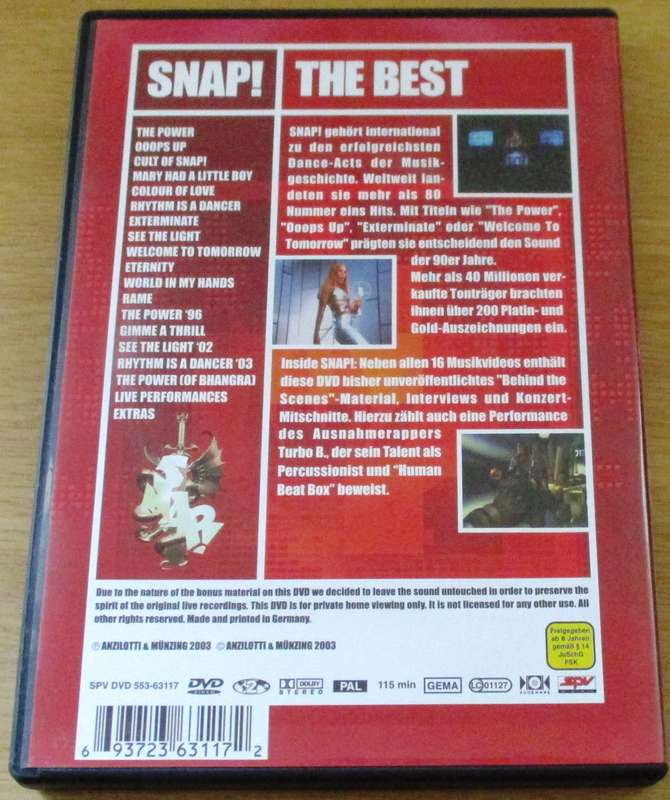 SNAP! THE BEST
THE POWER
OOOPS UP
CULT OF SNAP!
MARY HAD A LITTLE BOY
COLOUR OF LOVE
RHYTHM IS A DANCER
EXTERMINATE
SEE THE LIGHT
WELCOME TO TOMORROW
ETERNITY
WORLD IN MY HANDS
RAME
THE POWER '96
GIMME A THRILL
SEE THE LIGHT '02
RHYTHM IS A DANCER '03
THE POWER (OF BHANGRA)
LIVE PERFORMANCES
EXTRAS
SNAP!
SNAP! gehört international
zu den erfolgreichsten
Dance-Acts der Musik-
geschichte. Weltweit lan-
deten sie mehr als 80
Nummer eins Hits. Mit Titeln wie "The Power",
"Ooops Up", "Exterminate" oder "Welcome To
Tomorrow" prägten sie entscheidend den Sound
der 90er Jahre.
Mehr als 40 Millionen ver-
kaufte Tonträger brachten
ihnen über 200 Platin- und
Gold-Auszeichnungen ein.
Inside SNAP!: Neben allen 16 Musikvideos enthält
diese DVD bisher unveröffentlichtes "Behind the
Scenes"-Material, Interviews und Konzert-
Mitschnitte. Hierzu zählt auch eine Performance
des Ausnahmerappers
Turbo B., der sein Talent als
Percussionist und "Human
Beat Box" beweist.
Due to the nature of the bonus material on this DVD we decided to leave the sound untouched in order to preserve the
spirit of the original live recordings. This DVD is for private home viewing only. It is not licensed for any other use. All
other rights reserved. Made and printed in Germany.
℗ ANZILOTTI & MÜNZING 2003 © ANZILOTTI & MÜNZING 2003
Freigegeben
ab 6 Jahren
gemäß § 14
JuSchG
FSK
SPV DVD 553-63117 DVD VIDEO 2 DOLBY STEREO PAL 115 min GEMA LC 01127 SPV
6 93723 63117 2